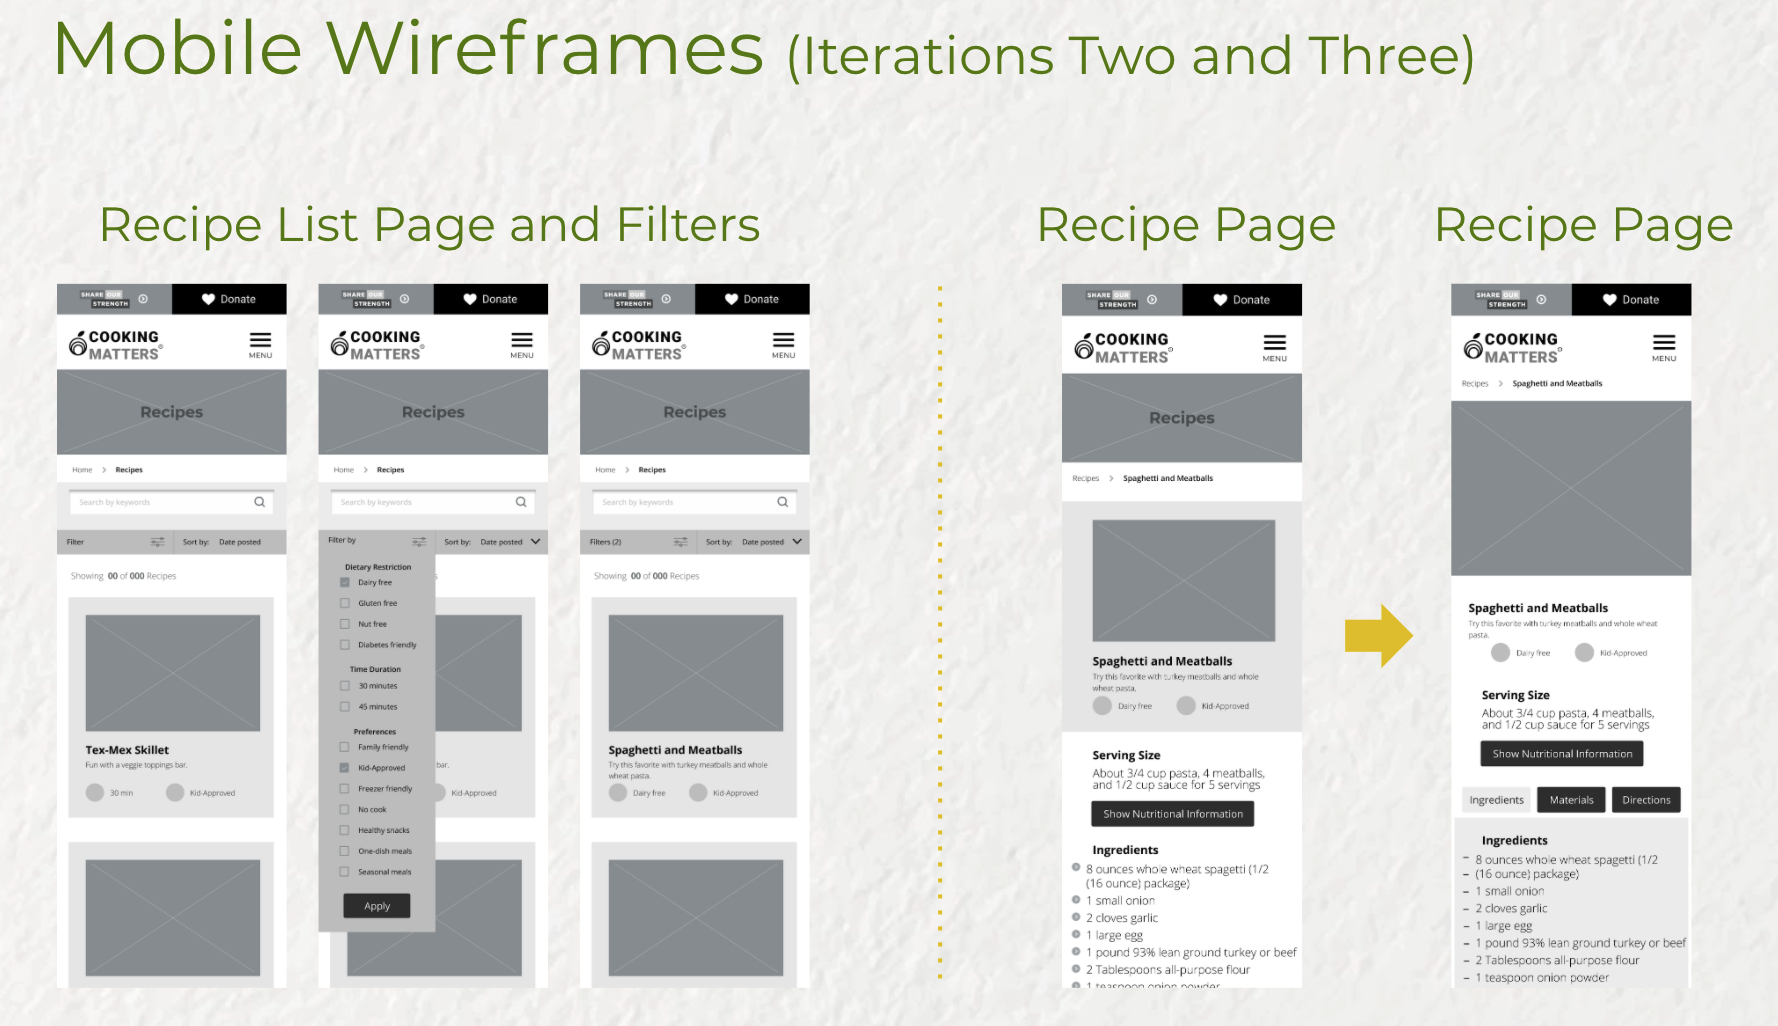 Mobile Wireframes (Iterations Two and Three)
Recipe List Page and Filters
SHARE OUR
STRENGTH
Donate
COOKING
MATTERS
MENU
Recipes
Home > Recipes
Search by keywords
Filter
Sort by: Date posted
Showing 00 of 000 Recipes
Tex-Mex Skillet
Fun with a veggie toppings bar.
30 min
Kid-Approved
SHARE OUR
STRENGTH
Donate
COOKING
MATTERS
MENU
Recipes
Home > Recipes
Search by keywords
Filter by
Sort by: Date posted
s
Dietary Restriction
Dairy free
Gluten free
Nut free
Diabetes friendly
Time Duration
30 minutes
45 minutes
Preferences
Family friendly
Kid-Approved
Freezer friendly
No cook
Healthy snacks
One-dish meals
Seasonal meals
Apply
bar.
Kid-Approved
SHARE OUR
STRENGTH
Donate
COOKING
MATTERS
MENU
Recipes
Home > Recipes
Search by keywords
Filters (2)
Sort by: Date posted
Showing 00 of 000 Recipes
Spaghetti and Meatballs
Try this favorite with turkey meatballs and whole
wheat pasta.
Dairy free
Kid-Approved
Recipe Page
SHARE OUR
STRENGTH
Donate
COOKING
MATTERS
MENU
Recipes
Recipes > Spaghetti and Meatballs
Spaghetti and Meatballs
Try this favorite with turkey meatballs and whole
wheat pasta.
Dairy free
Kid-Approved
Serving Size
About 3/4 cup pasta, 4 meatballs,
and 1/2 cup sauce for 5 servings
Show Nutritional Information
Ingredients
8 ounces whole wheat spagetti (1/2
(16 ounce) package)
1 small onion
2 cloves garlic
1 large egg
1 pound 93% lean ground turkey or beef
2 Tablespoons all-purpose flour
1 teaspoon onion powder
Recipe Page
SHARE OUR
STRENGTH
Donate
COOKING
MATTERS
MENU
Recipes > Spaghetti and Meatballs
Spaghetti and Meatballs
Try this favorite with turkey meatballs and whole wheat
pasta.
Dairy free
Kid-Approved
Serving Size
About 3/4 cup pasta, 4 meatballs,
and 1/2 cup sauce for 5 servings
Show Nutritional Information
Ingredients
Materials
Directions
Ingredients
– 8 ounces whole wheat spagetti (1/2
– (16 ounce) package)
– 1 small onion
– 2 cloves garlic
– 1 large egg
– 1 pound 93% lean ground turkey or beef
– 2 Tablespoons all-purpose flour
– 1 teaspoon onion powder